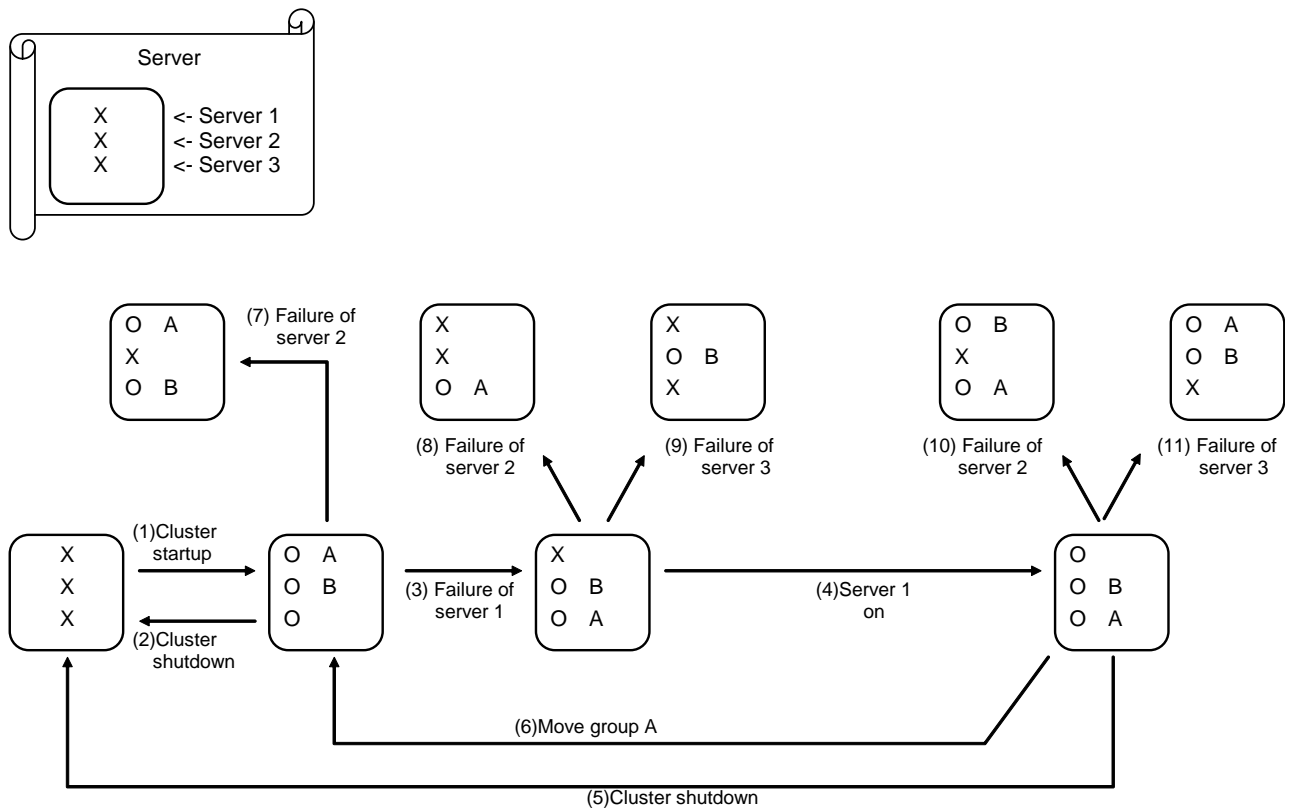 Server
X <- Server 1
X <- Server 2
X <- Server 3
O A
X
O B
(7) Failure of
server 2
X
X
O A
X
O B
X
O B
X
O A
O A
O B
X
(8) Failure of
server 2
(9) Failure of
server 3
(10) Failure of
server 2
(11) Failure of
server 3
X
X
X
(1)Cluster
startup
(2)Cluster
shutdown
O A
O B
O
(3) Failure of
server 1
X
O B
O A
(4)Server 1
on
O
O B
O A
(6)Move group A
(5)Cluster shutdown